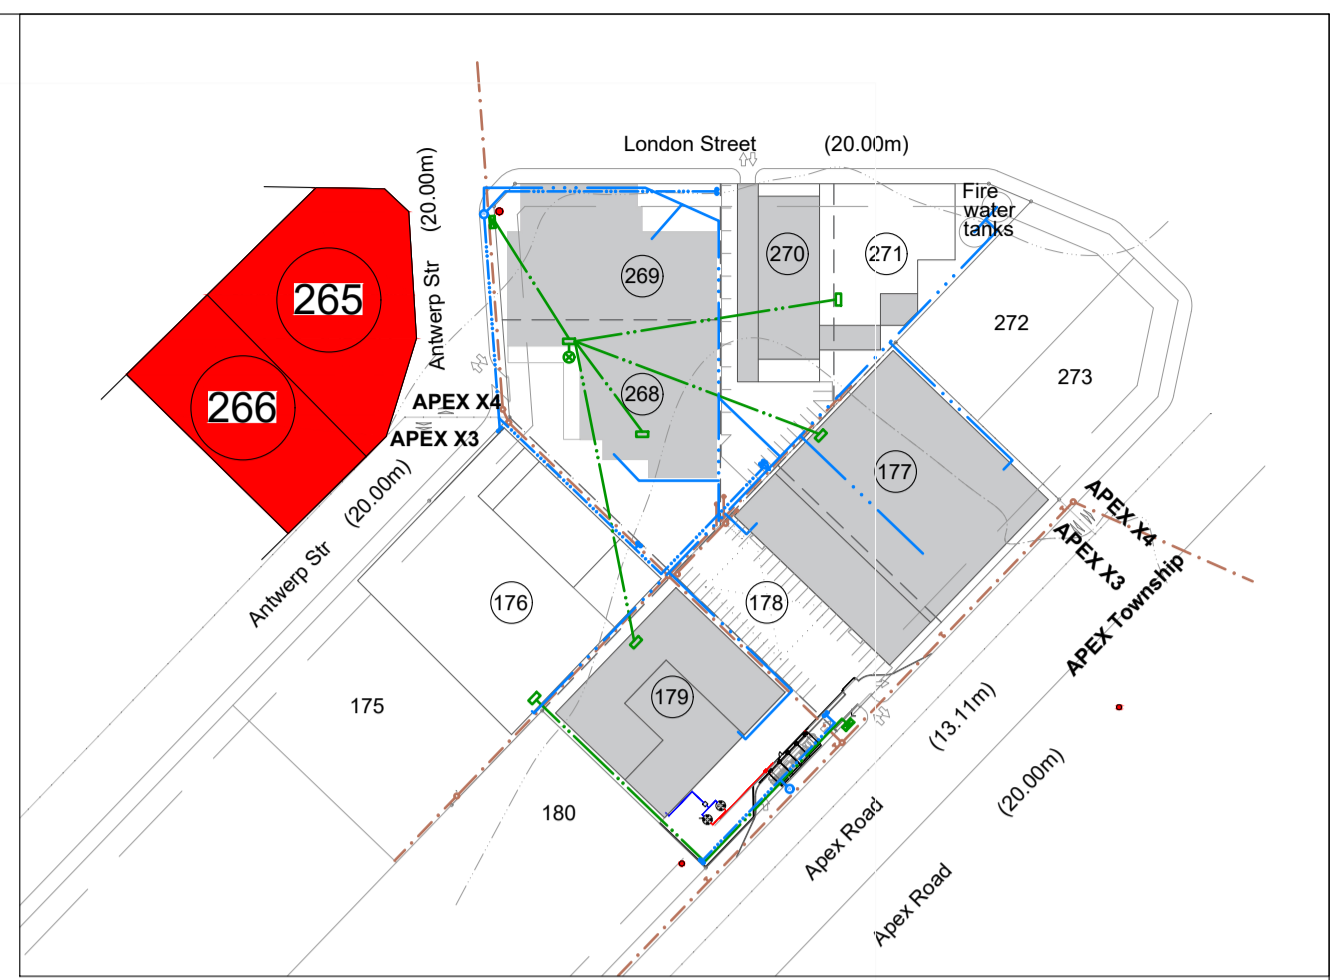 London Street
(20.00m)
(20.00m)
Antwerp Str
Fire
water
tanks
265
266
269
270
271
272
273
268
APEX X4
APEX X3
(20.00m)
Antwerp Str
177
APEX X4
APEX X3
APEX Township
176
178
175
179
180
(13.11m)
(20.00m)
Apex Road
Apex Road